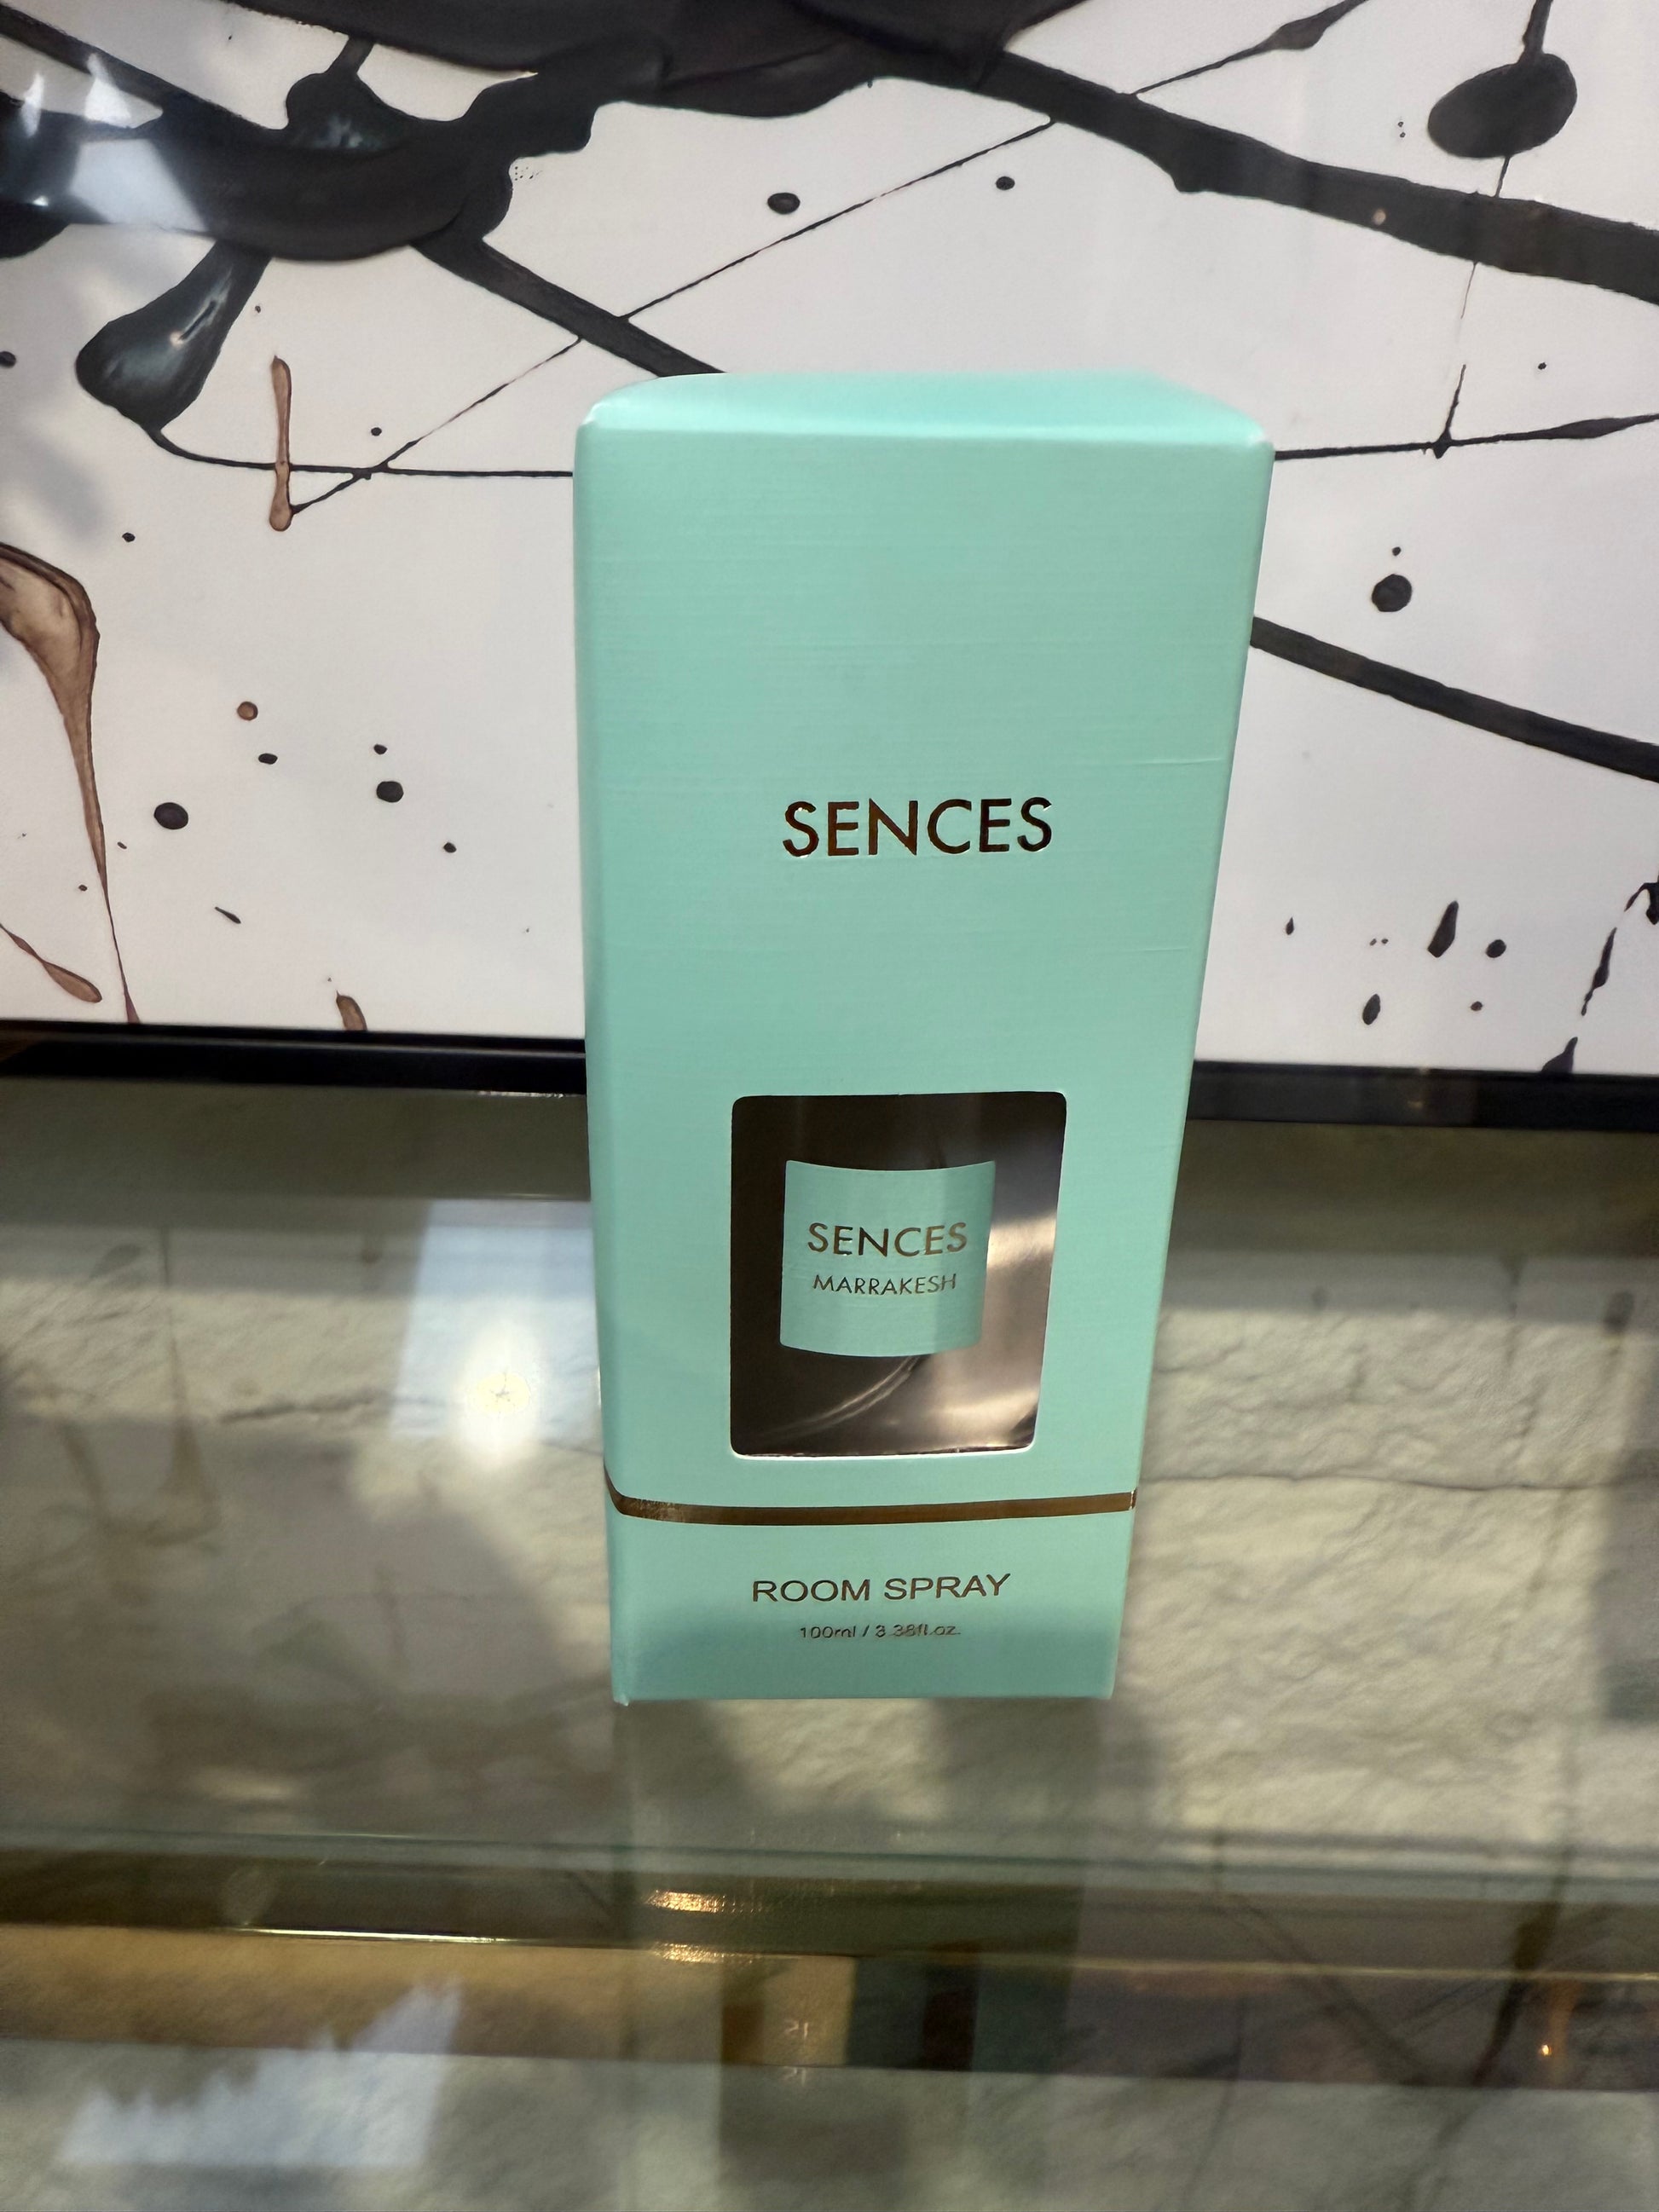 SENCES
SENCES
MARRAKESH
ROOM SPRAY
100ml / 3.38fl.oz.